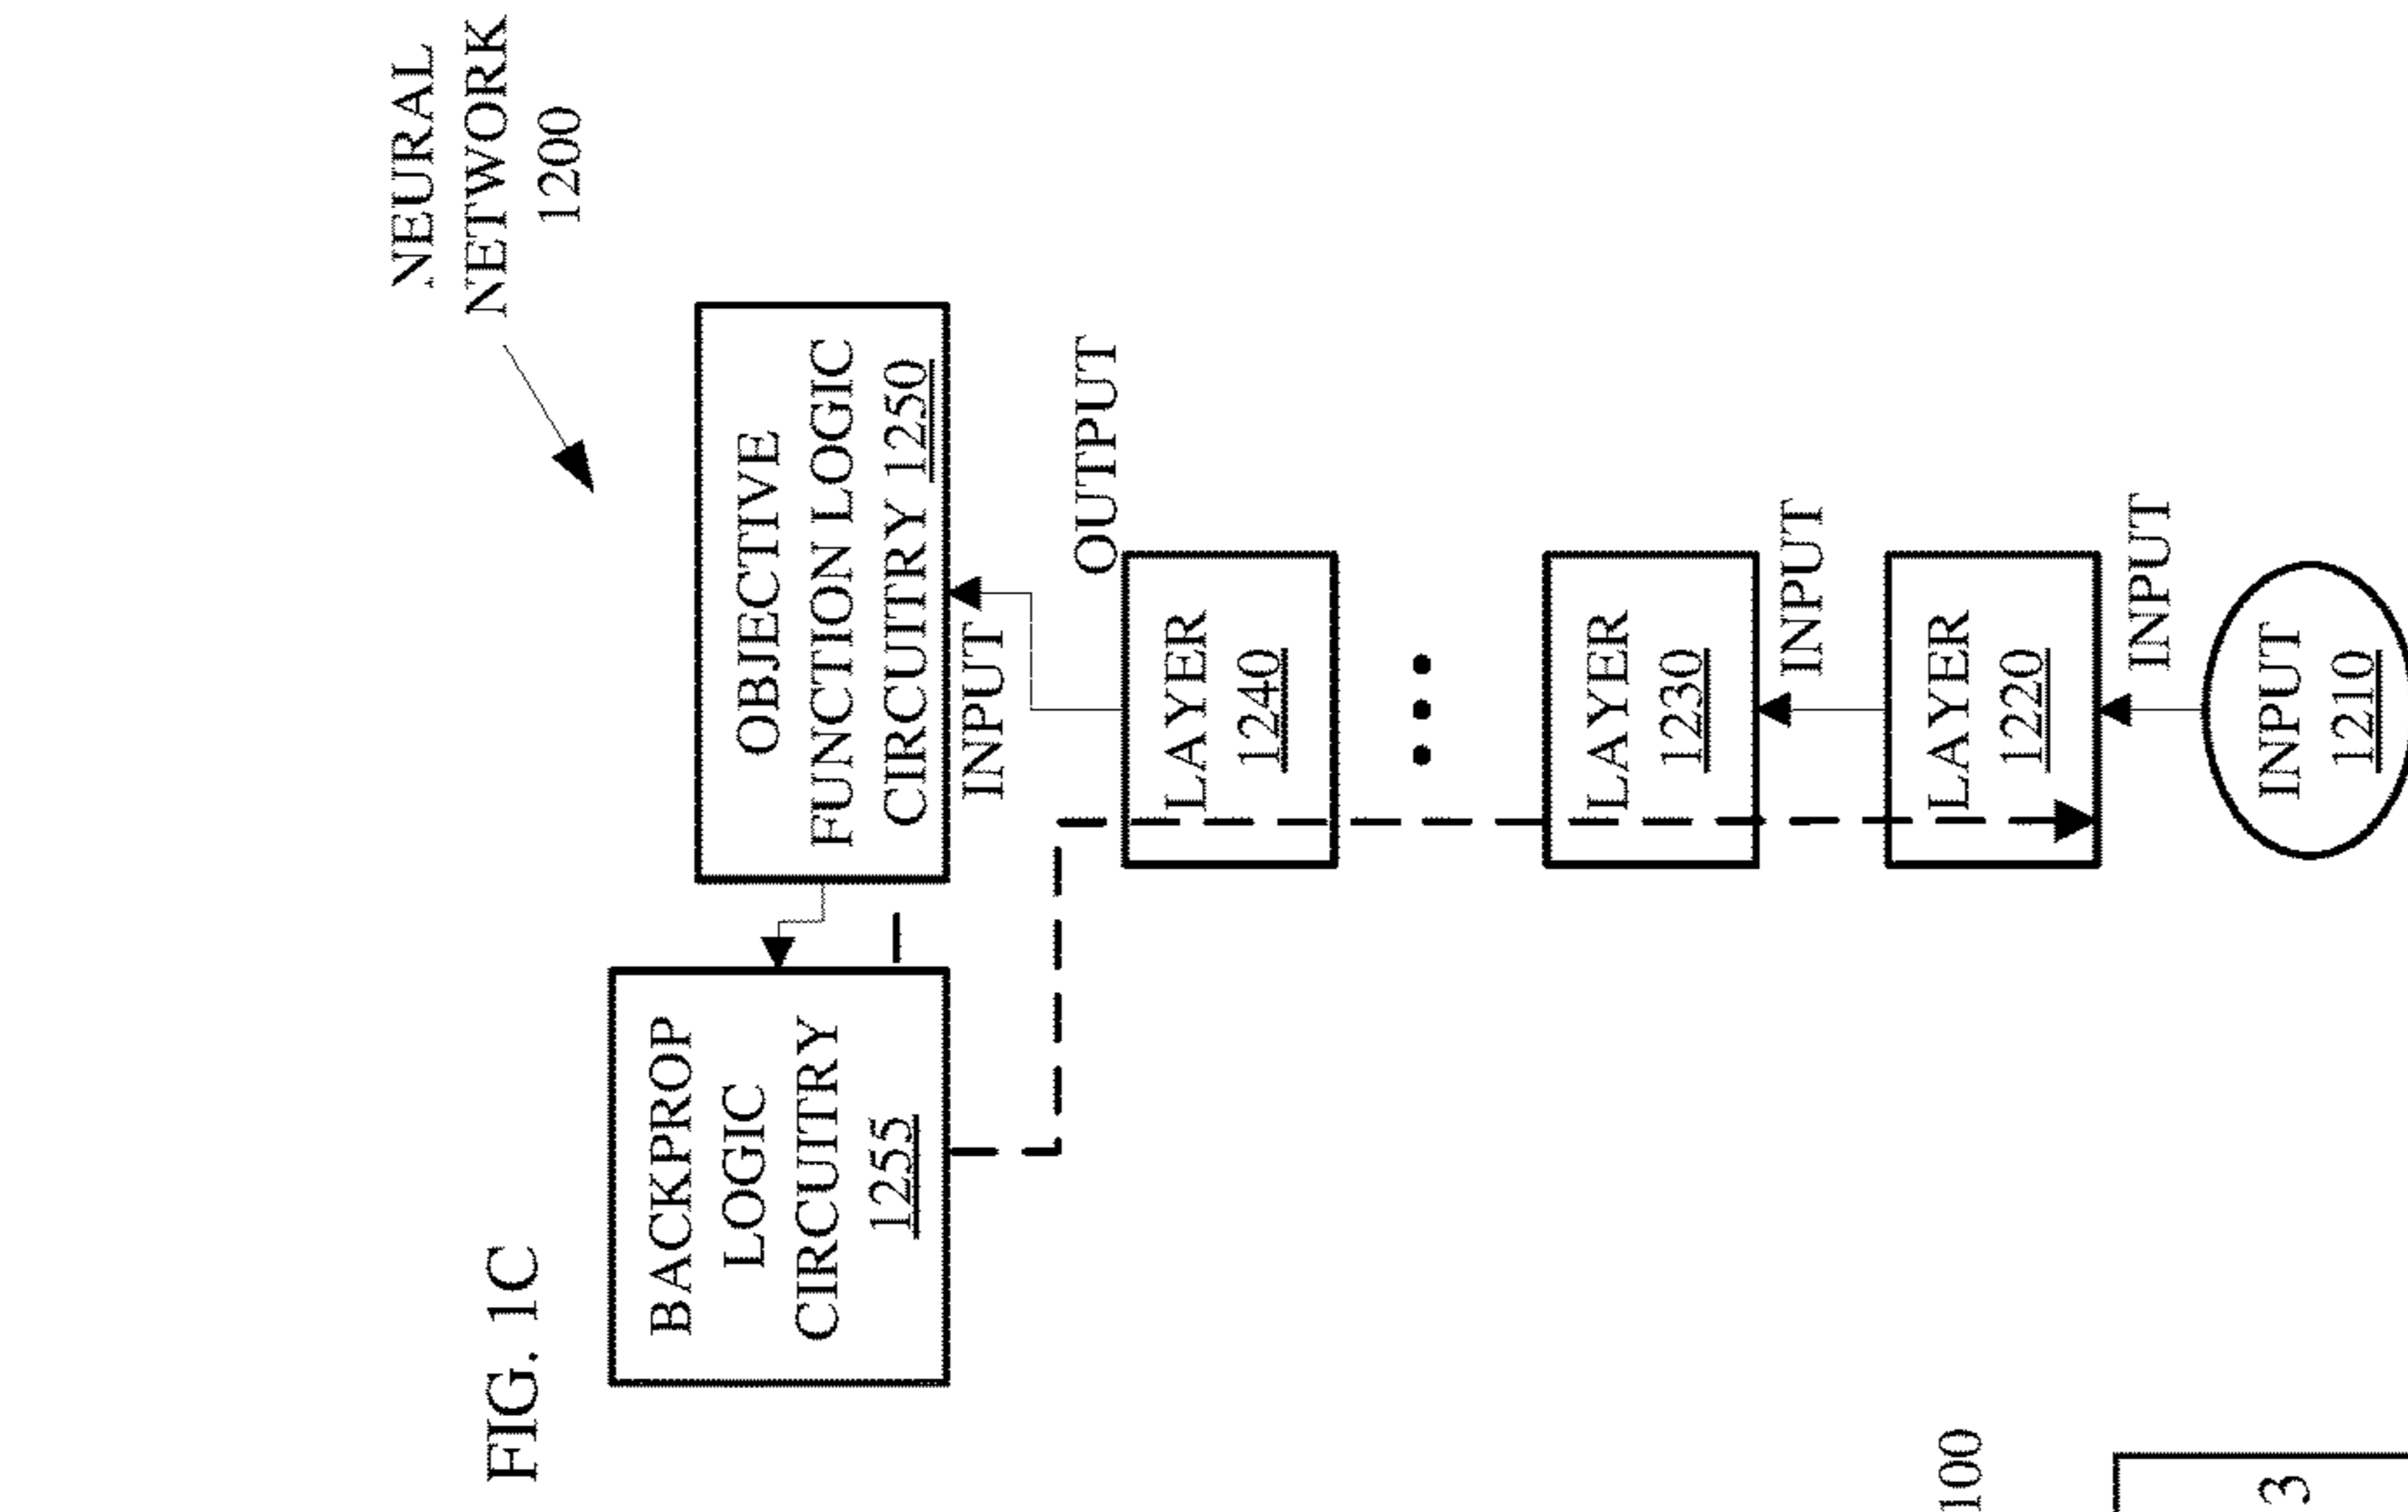 FIG. 1C
NEURAL
NETWORK
1200
BACKPROP
LOGIC
CIRCUITRY
1255
OBJECTIVE
FUNCTION LOGIC
CIRCUITRY 1250
INPUT
OUTPUT
LAYER
1240
LAYER
1230
INPUT
LAYER
1220
INPUT
INPUT
1210
100
3